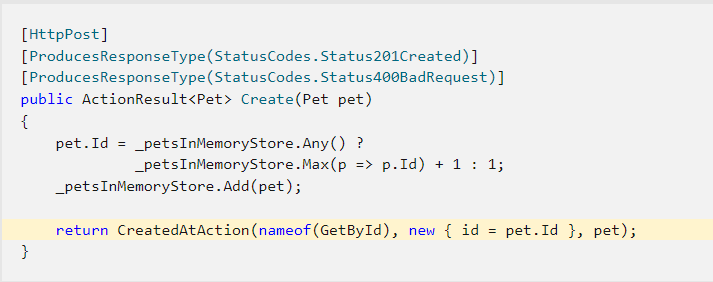 [HttpPost]
[ProducesResponseType(StatusCodes.Status201Created)]
[ProducesResponseType(StatusCodes.Status400BadRequest)]
public ActionResult<Pet> Create(Pet pet)
{
    pet.Id = _petsInMemoryStore.Any() ?
             _petsInMemoryStore.Max(p => p.Id) + 1 : 1;
    _petsInMemoryStore.Add(pet);

    return CreatedAtAction(nameof(GetById), new { id = pet.Id }, pet);
}